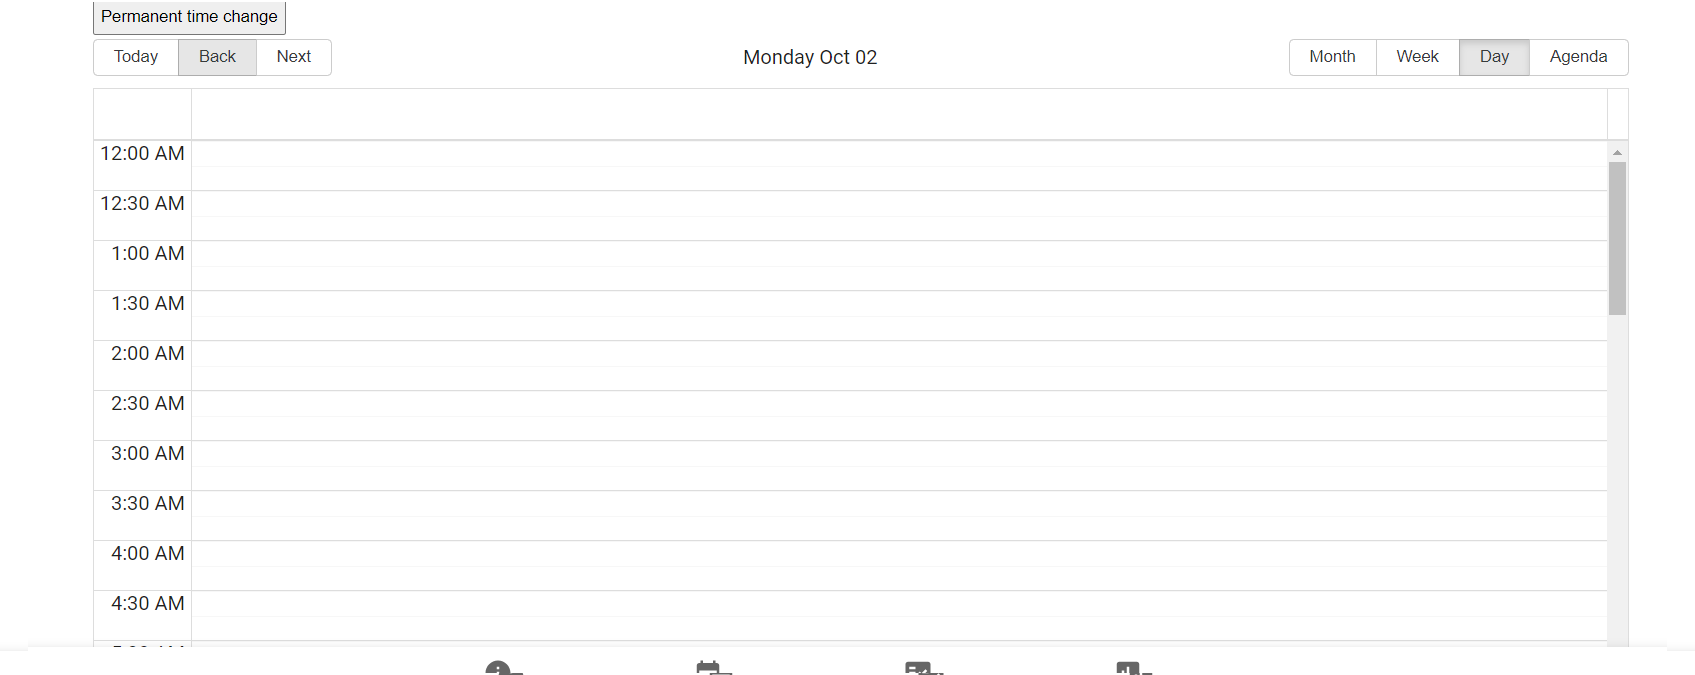 Permanent time change
Today Back Next Monday Oct 02 Month Week Day Agenda
12:00 AM
12:30 AM
1:00 AM
1:30 AM
2:00 AM
2:30 AM
3:00 AM
3:30 AM
4:00 AM
4:30 AM